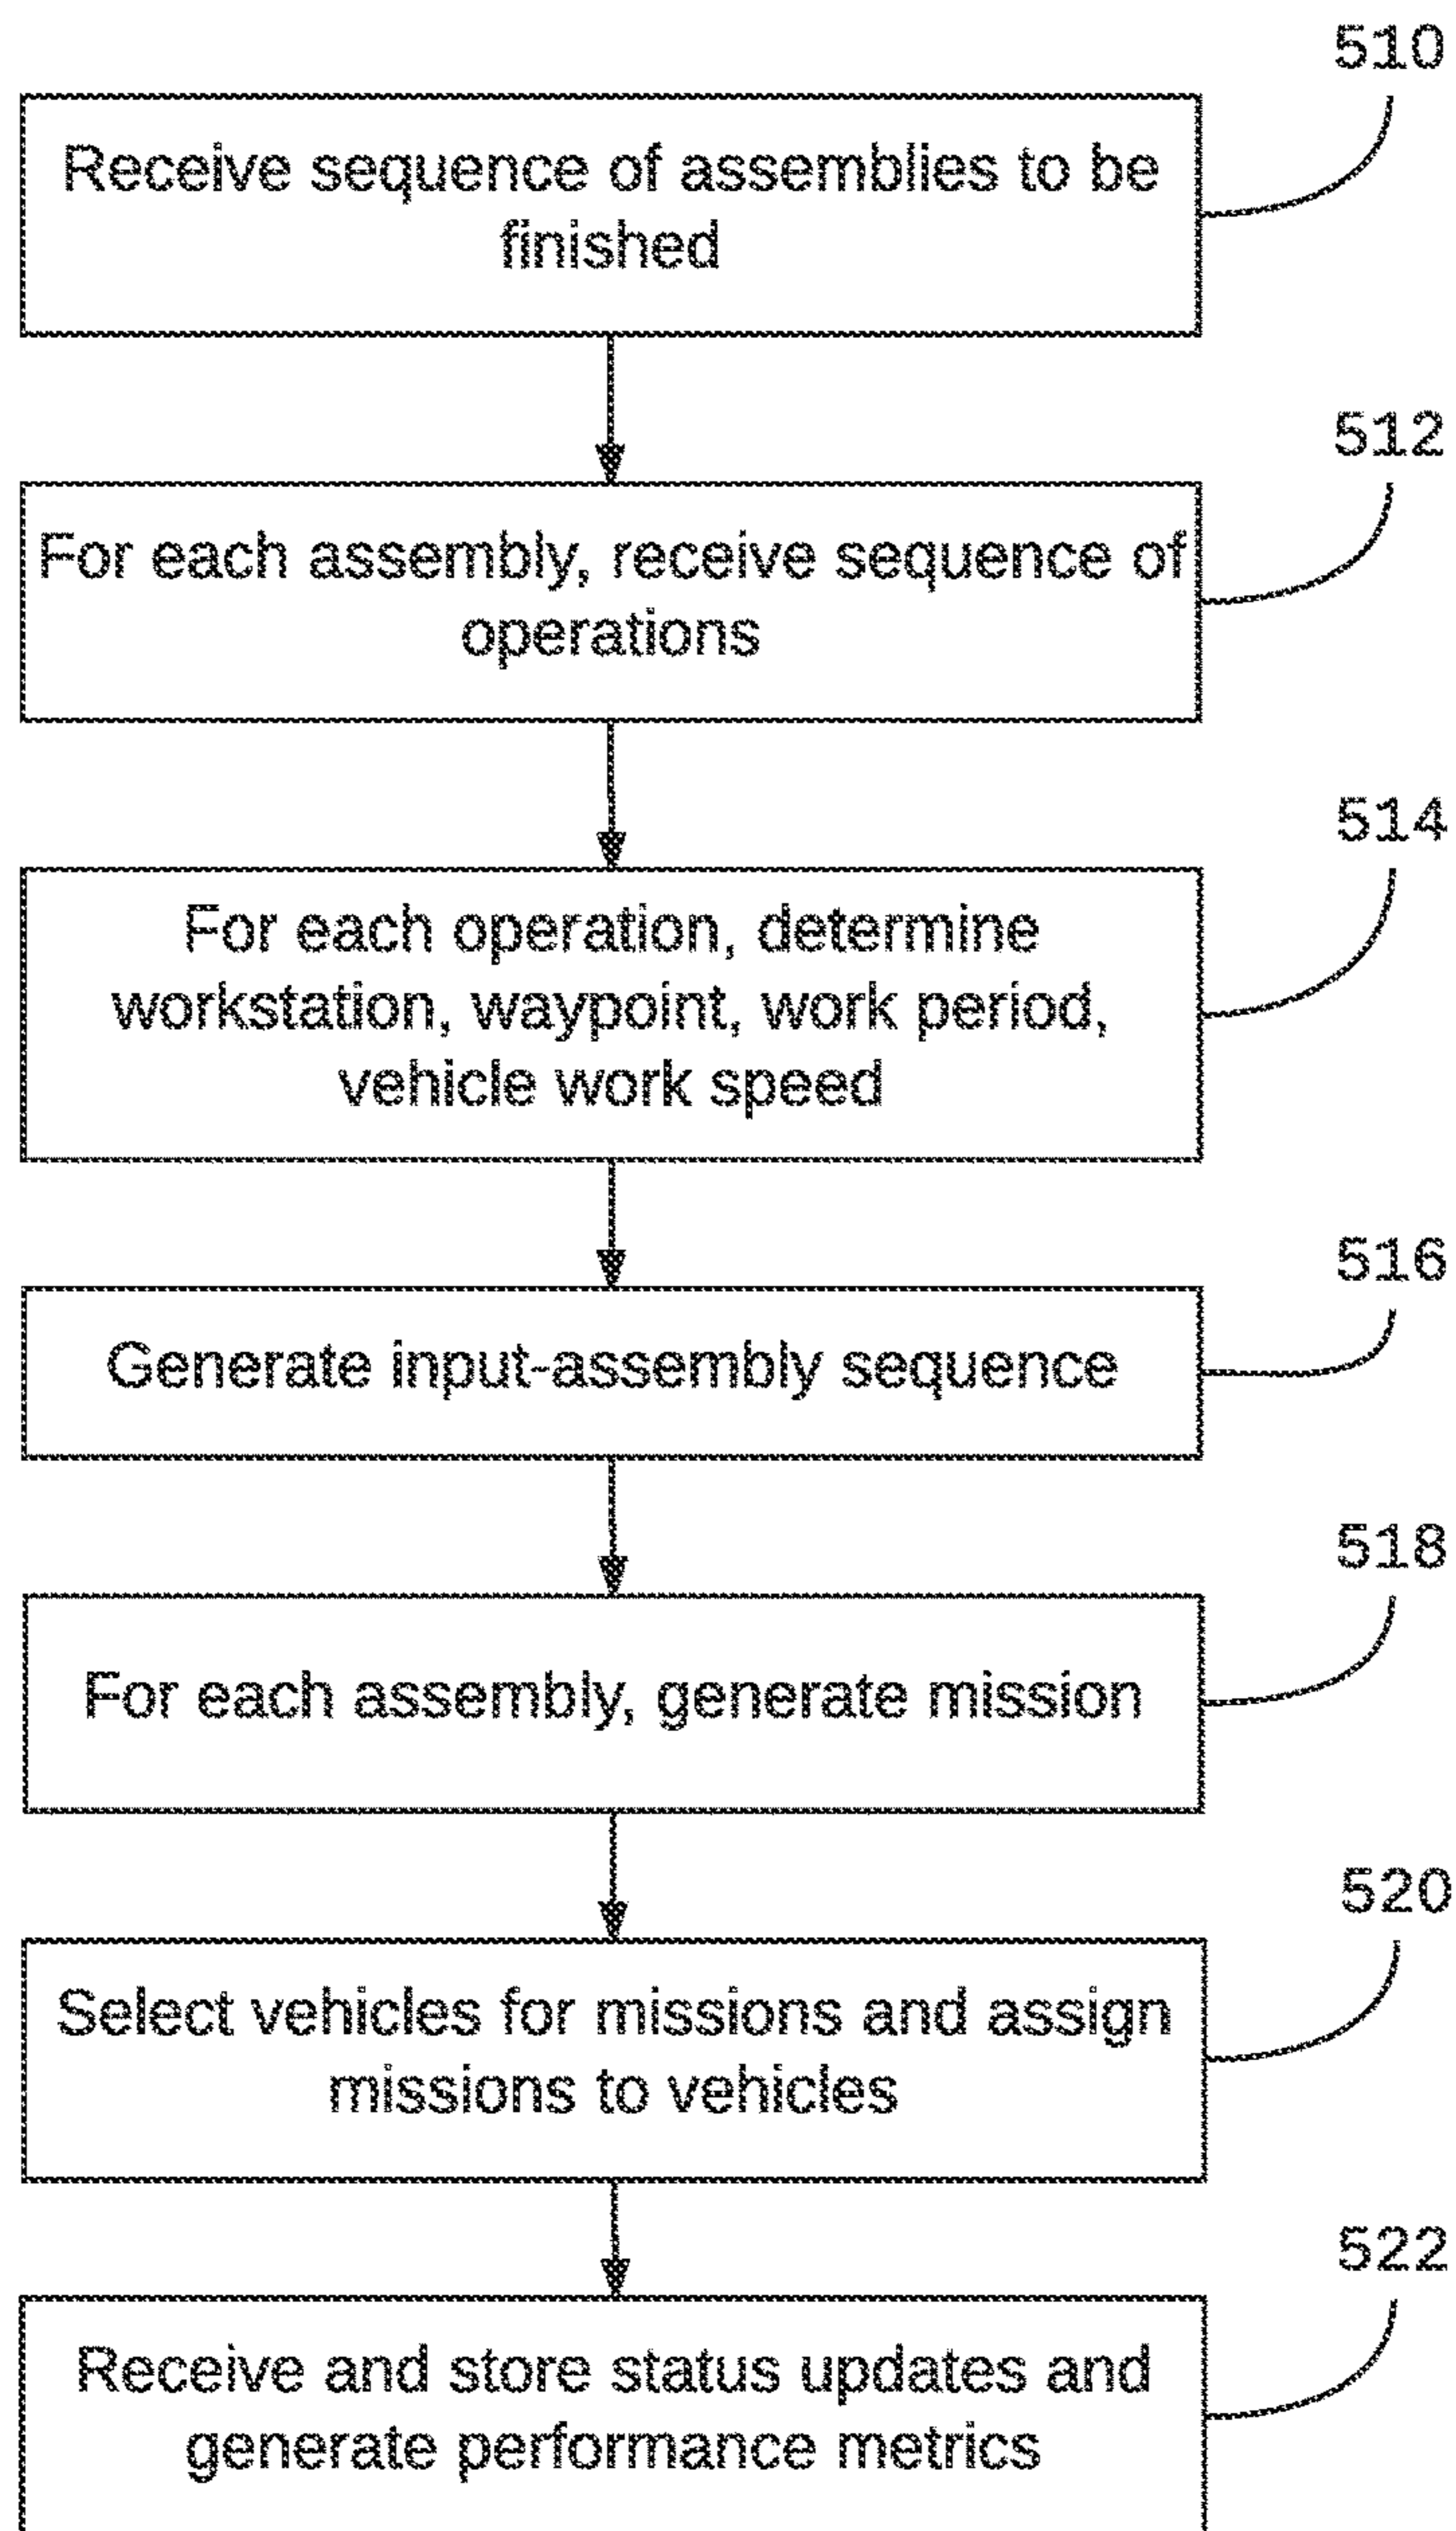 510
Receive sequence of assemblies to be
finished
512
For each assembly, receive sequence of
operations
514
For each operation, determine
workstation, waypoint, work period,
vehicle work speed
516
Generate input-assembly sequence
518
For each assembly, generate mission
520
Select vehicles for missions and assign
missions to vehicles
522
Receive and store status updates and
generate performance metrics